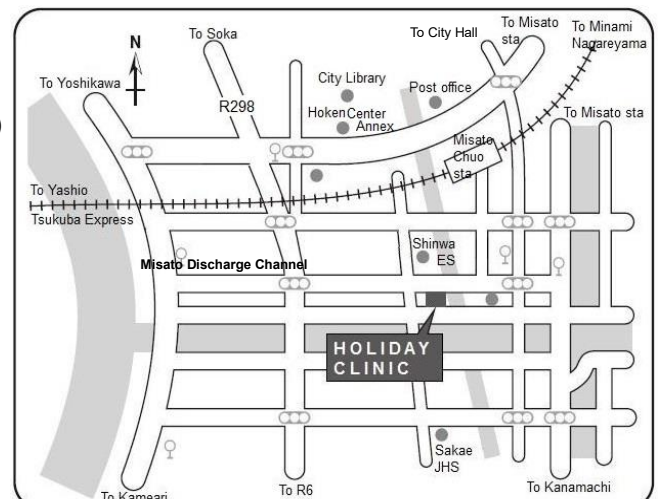 To Soka
To City Hall
To Misato
sta
To Minami
Nagareyama
N
To Yoshikawa
City Library
Post office
R298
Hoken Center
Annex
To Misato sta
Misato
Chuo
sta
To Yashio
Tsukuba Express
Shinwa
ES
Misato Discharge Channel
HOLIDAY
CLINIC
Sakae
JHS
To Kameari
To R6
To Kanamachi